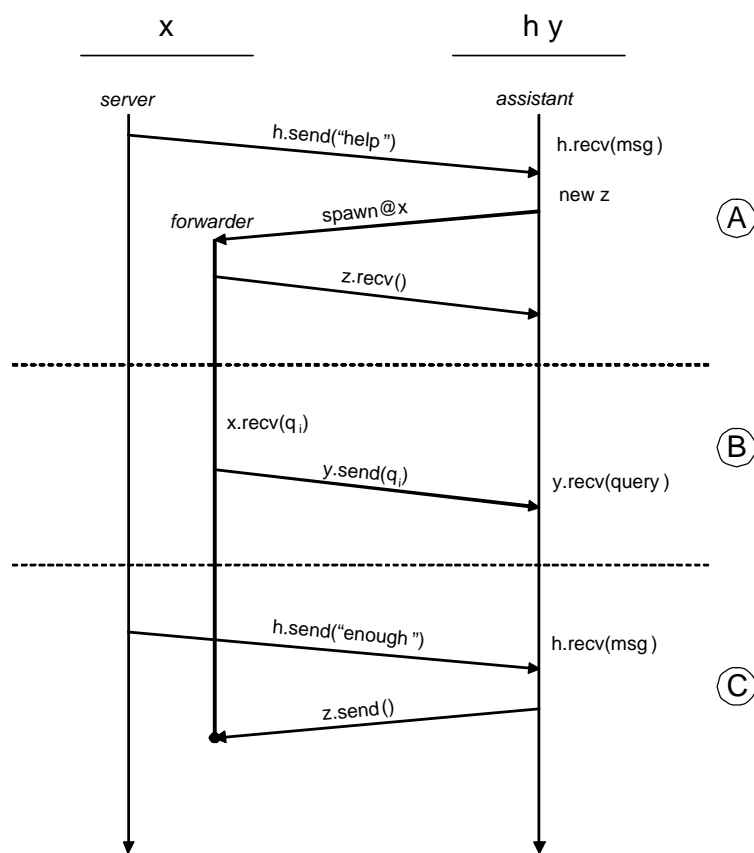 x h y
server assistant
h.send(“help”)
h.recv(msg)
new z
spawn@x
forwarder
A
z.recv()
x.recv(qi)
B
y.send(qi)
y.recv(query)
h.send(“enough”)
h.recv(msg)
C
z.send()